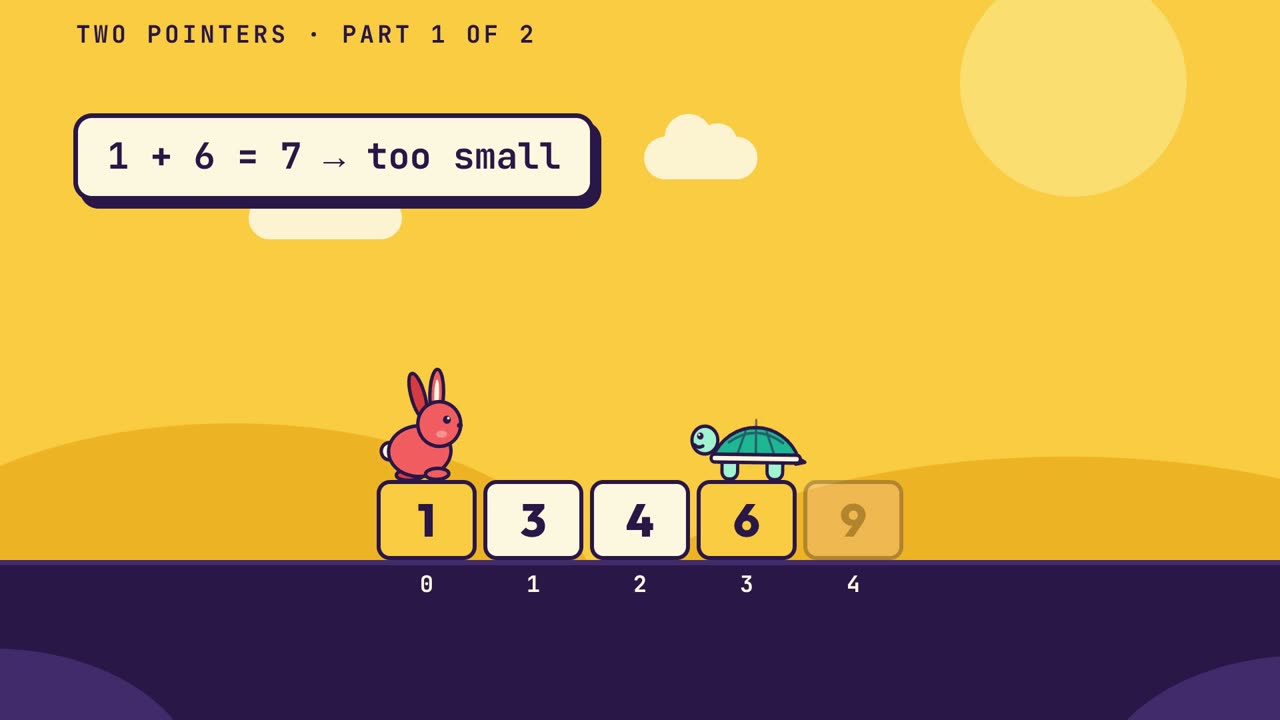 TWO POINTERS · PART 1 OF 2
1 + 6 = 7 → too small
1 3 4 6 9
0 1 2 3 4